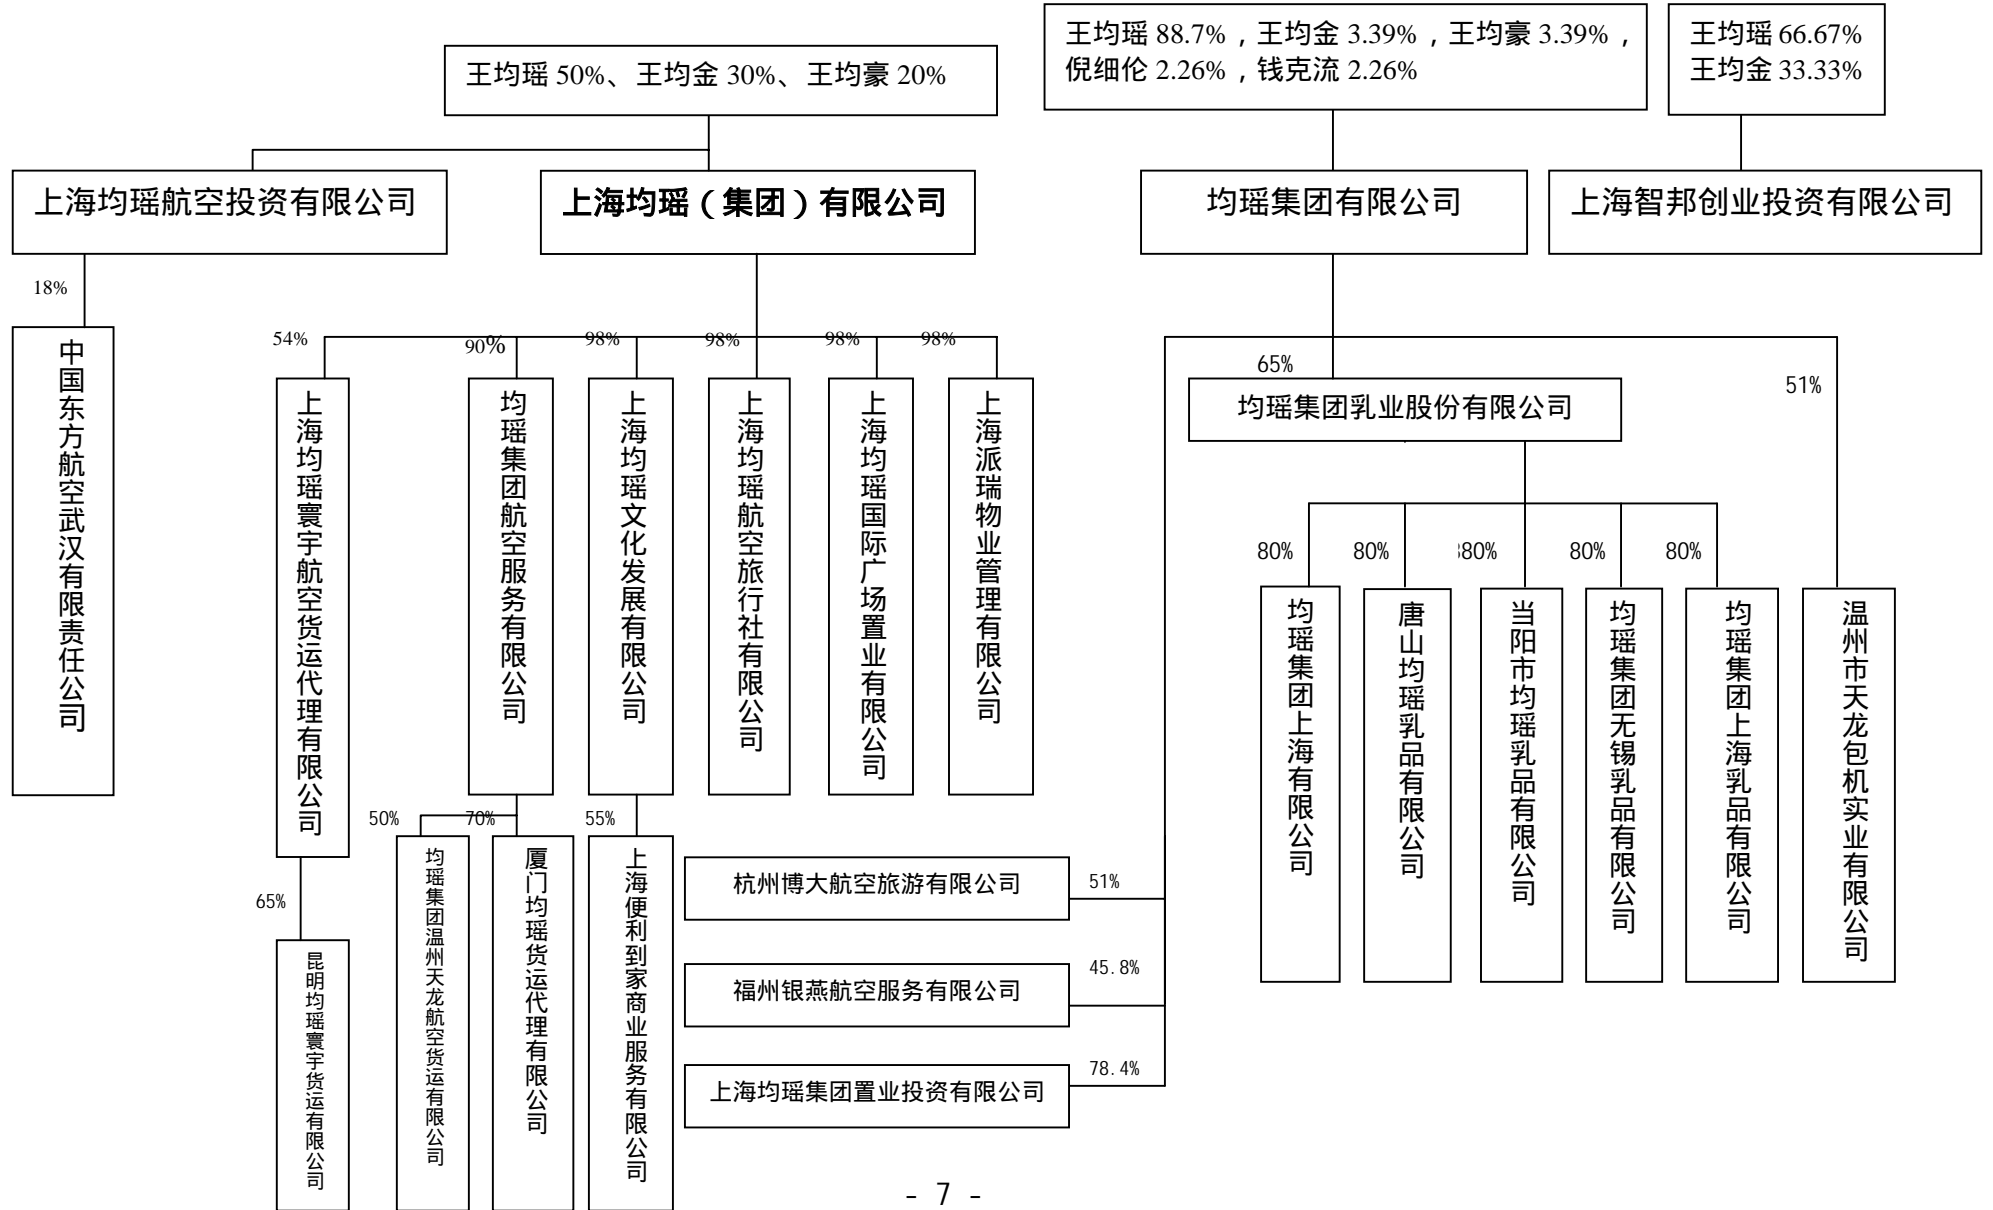 王均瑶 50%、王均金 30%、王均豪 20%
王均瑶 88.7%，王均金 3.39%，王均豪 3.39%，
倪细伦 2.26%，钱克流 2.26%
王均瑶 66.67%
王均金 33.33%
上海均瑶航空投资有限公司
上海均瑶（集团）有限公司
均瑶集团有限公司
上海智邦创业投资有限公司
18%
中国东方航空武汉有限责任公司
54%
90%
98%
98%
98%
98%
65%
51%
上海均瑶寰宇航空货运代理有限公司
均瑶集团航空服务有限公司
上海均瑶文化发展有限公司
上海均瑶航空旅行社有限公司
上海均瑶国际广场置业有限公司
上海派瑞物业管理有限公司
均瑶集团乳业股份有限公司
80%
80%
80%
80%
80%
均瑶集团上海有限公司
唐山均瑶乳品有限公司
当阳市均瑶乳品有限公司
均瑶集团无锡乳品有限公司
均瑶集团上海乳品有限公司
温州市天龙包机实业有限公司
50%
70%
55%
65%
昆明均瑶寰宇货运有限公司
均瑶集团温州天龙航空货运有限公司
厦门均瑶货运代理有限公司
上海便利到家商业服务有限公司
杭州博大航空旅游有限公司
51%
福州银燕航空服务有限公司
45.8%
上海均瑶集团置业投资有限公司
78.4%
- 7 -